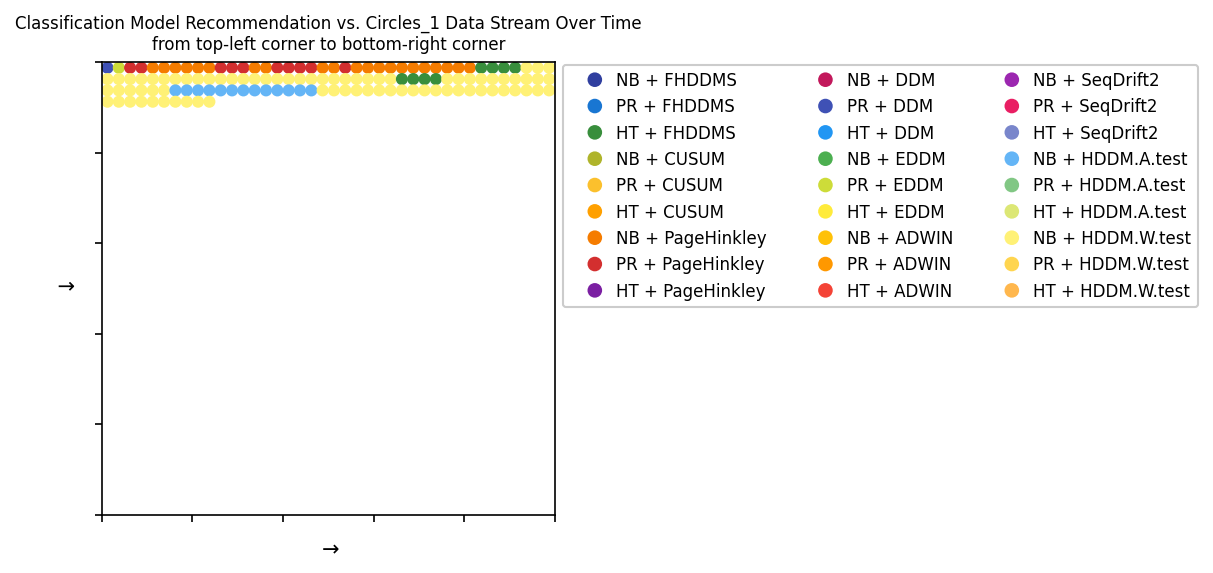 Classification Model Recommendation vs. Circles_1 Data Stream Over Time
from top-left corner to bottom-right corner
NB + FHDDMS
PR + FHDDMS
HT + FHDDMS
NB + CUSUM
PR + CUSUM
HT + CUSUM
NB + PageHinkley
PR + PageHinkley
HT + PageHinkley
NB + DDM
PR + DDM
HT + DDM
NB + EDDM
PR + EDDM
HT + EDDM
NB + ADWIN
PR + ADWIN
HT + ADWIN
NB + SeqDrift2
PR + SeqDrift2
HT + SeqDrift2
NB + HDDM.A.test
PR + HDDM.A.test
HT + HDDM.A.test
NB + HDDM.W.test
PR + HDDM.W.test
HT + HDDM.W.test
→
→